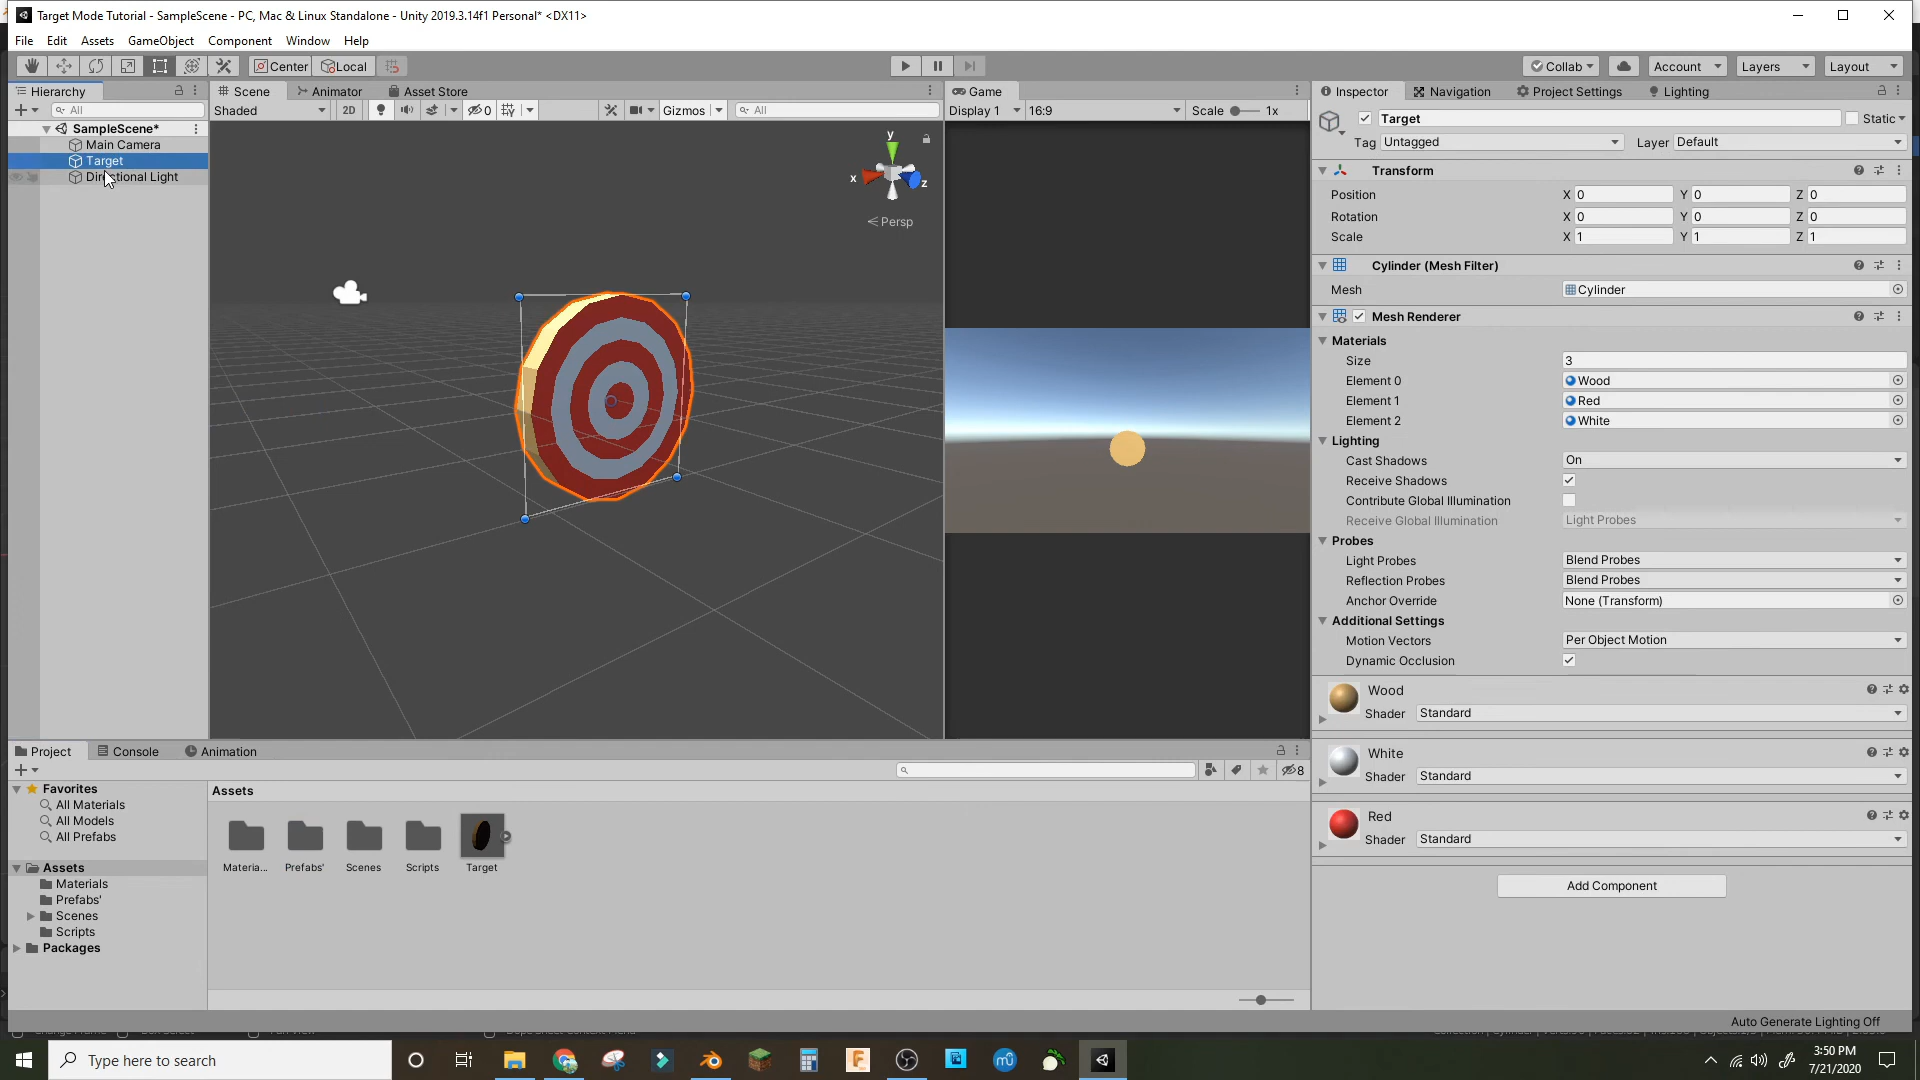 Target Mode Tutorial - SampleScene - PC, Mac & Linux Standalone - Unity 2019.3.14f1 Personal* <DX11>
File Edit Assets GameObject Component Window Help
Center Local Collab Account Layers Layout
Hierarchy
All
SampleScene*
Main Camera
Target
Directional Light
Scene Animator Asset Store
Shaded 2D 0 Gizmos All
y
x
z
Persp
Game
Display 1 16:9 Scale 1x
Inspector Navigation Project Settings Lighting
Target Static
Tag Untagged Layer Default
Transform
Position X 0 Y 0 Z 0
Rotation X 0 Y 0 Z 0
Scale X 1 Y 1 Z 1
Cylinder (Mesh Filter)
Mesh Cylinder
Mesh Renderer
Materials
Size 3
Element 0 Wood
Element 1 Red
Element 2 White
Lighting
Cast Shadows On
Receive Shadows
Contribute Global Illumination
Receive Global Illumination Light Probes
Probes
Light Probes Blend Probes
Reflection Probes Blend Probes
Anchor Override None (Transform)
Additional Settings
Motion Vectors Per Object Motion
Dynamic Occlusion
Wood
Shader Standard
White
Shader Standard
Red
Shader Standard
Add Component
Project Console Animation
8
Favorites
All Materials
All Models
All Prefabs
Assets
Materials
Prefabs'
Scenes
Scripts
Packages
Assets
Materia... Prefabs' Scenes Scripts Target
Auto Generate Lighting Off
Type here to search
3:50 PM
7/21/2020